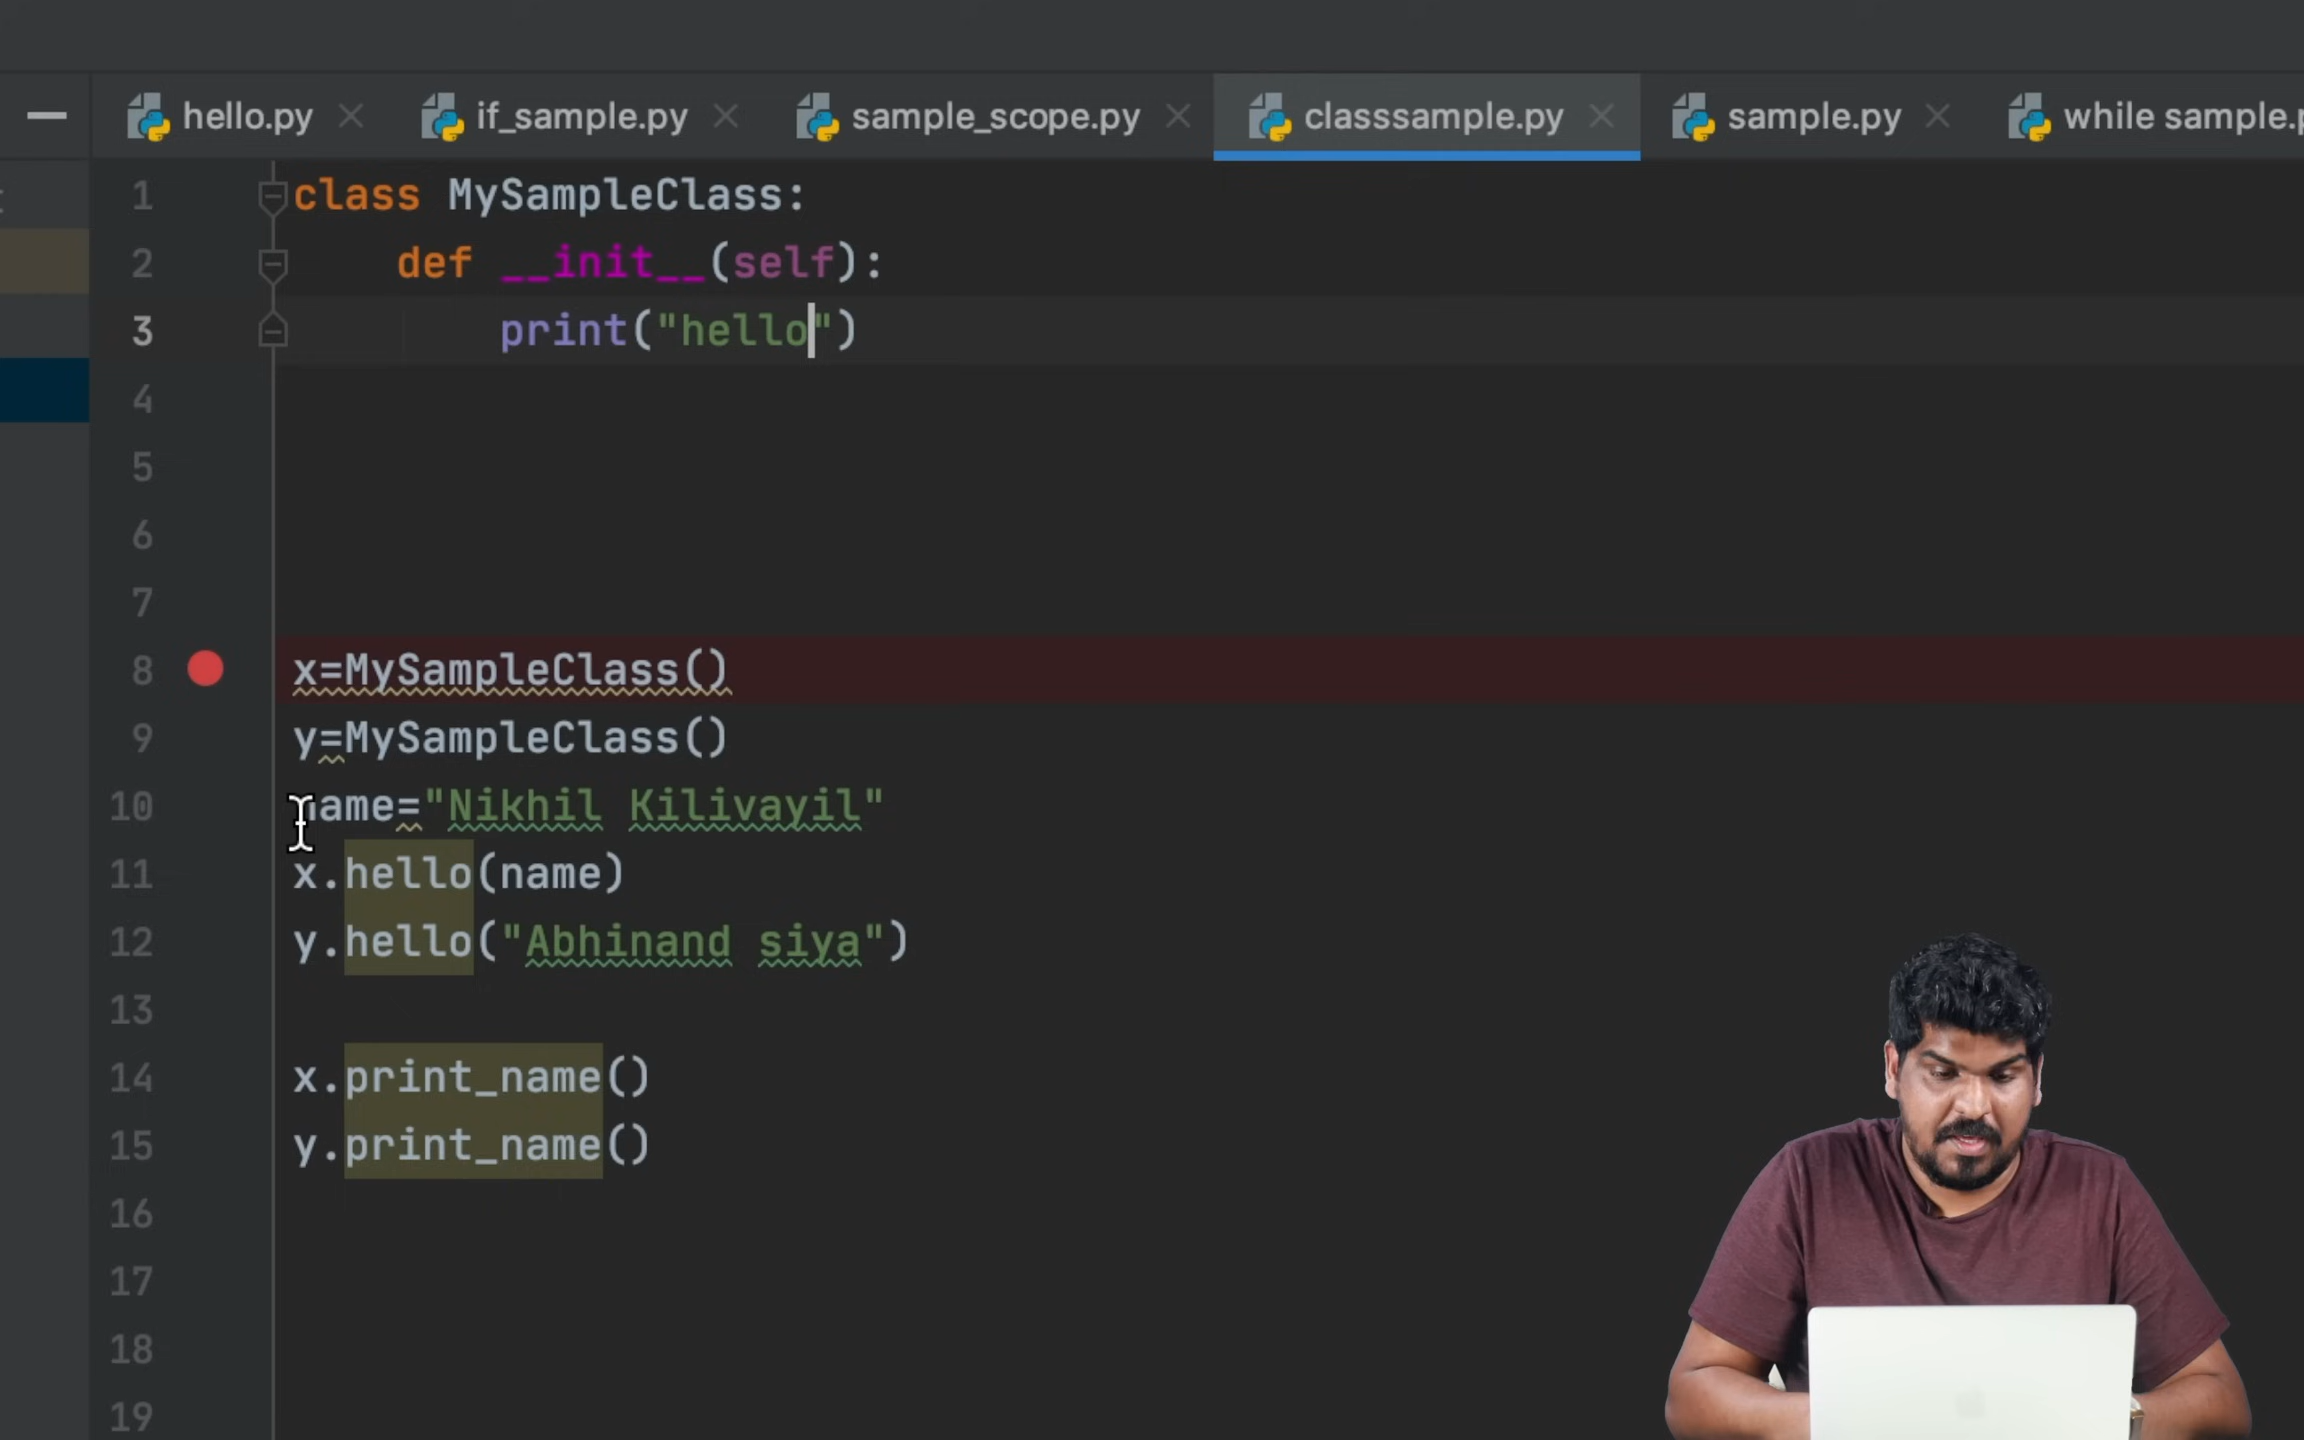 hello.py if_sample.py sample_scope.py classsample.py sample.py while sample.p
1 class MySampleClass:
2 def __init__(self):
3 print("hello")
4
5
6
7
8 x=MySampleClass()
9 y=MySampleClass()
10 name="Nikhil Kilivayil"
11 x.hello(name)
12 y.hello("Abhinand siya")
13
14 x.print_name()
15 y.print_name()
16
17
18
19